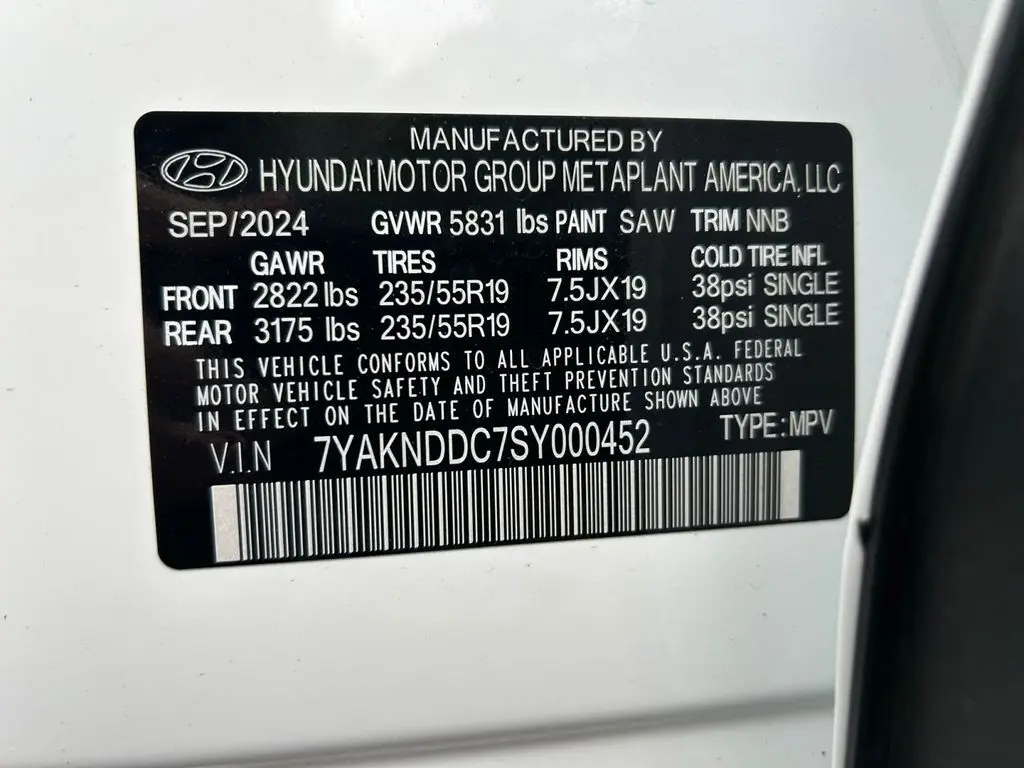 MANUFACTURED BY
HYUNDAI MOTOR GROUP METAPLANT AMERICA, LLC
SEP/2024 GVWR 5831 lbs PAINT SAW TRIM NNB
GAWR TIRES RIMS COLD TIRE INFL
FRONT 2822 lbs 235/55R19 7.5JX19 38psi SINGLE
REAR 3175 lbs 235/55R19 7.5JX19 38psi SINGLE
THIS VEHICLE CONFORMS TO ALL APPLICABLE U.S.A. FEDERAL
MOTOR VEHICLE SAFETY AND THEFT PREVENTION STANDARDS
IN EFFECT ON THE DATE OF MANUFACTURE SHOWN ABOVE
V.I.N 7YAKNDDC7SY000452 TYPE: MPV